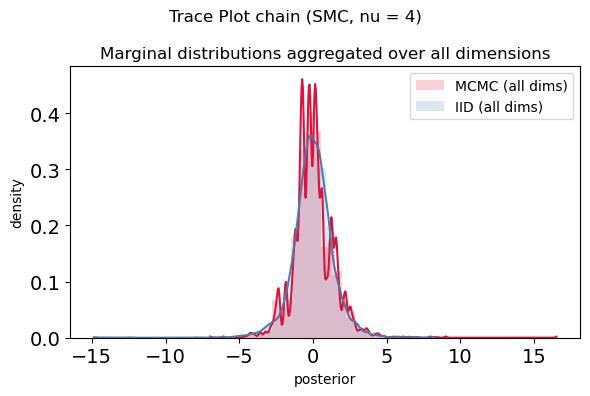 Trace Plot chain (SMC, nu = 4)
Marginal distributions aggregated over all dimensions
MCMC (all dims)
IID (all dims)
density
0.4
0.3
0.2
0.1
0.0
−15 −10 −5 0 5 10 15
posterior